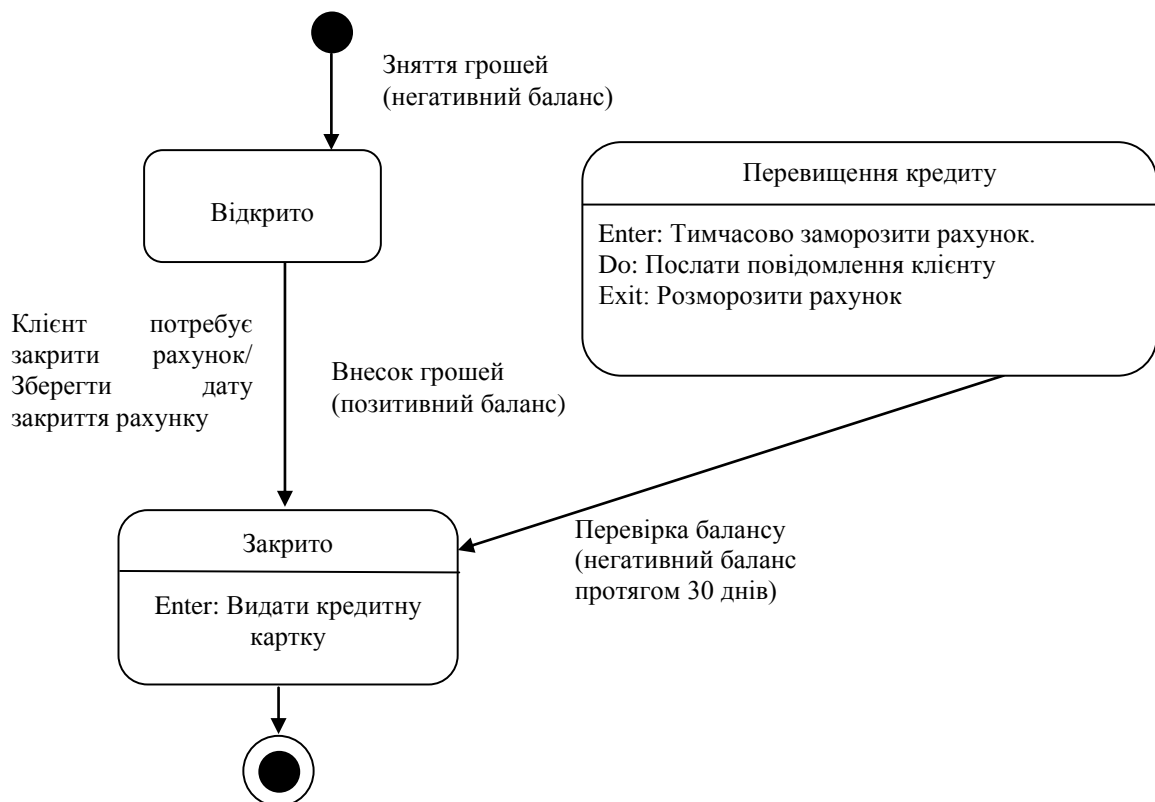 Зняття грошей
(негативний баланс)
Відкрито
Перевищення кредиту
Enter: Тимчасово заморозити рахунок.
Do: Послати повідомлення клієнту
Exit: Розморозити рахунок
Клієнт потребує
закрити рахунок/
Зберегти дату
закриття рахунку
Внесок грошей
(позитивний баланс)
Закрито
Enter: Видати кредитну
картку
Перевірка балансу
(негативний баланс
протягом 30 днів)